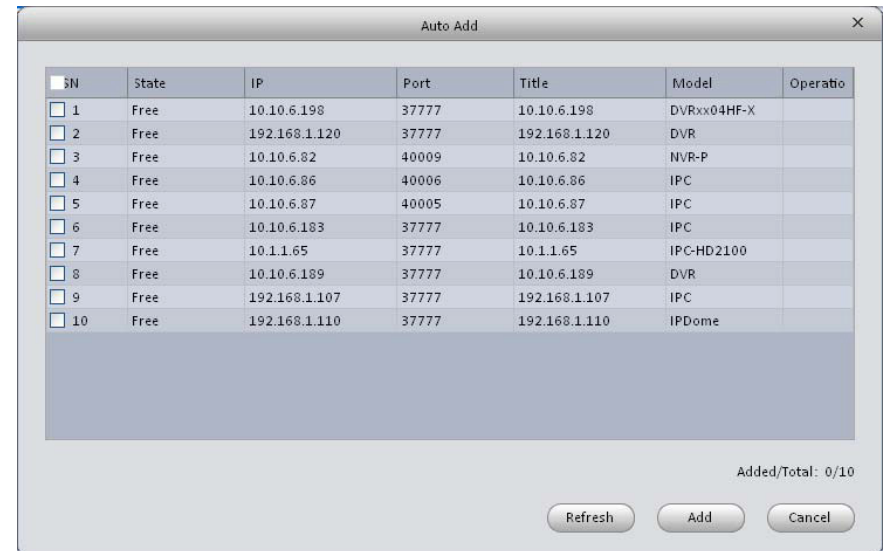 Auto Add
SN State IP Port Title Model Operatio
1 Free 10.10.6.198 37777 10.10.6.198 DVRxx04HF-X
2 Free 192.168.1.120 37777 192.168.1.120 DVR
3 Free 10.10.6.82 40009 10.10.6.82 NVR-P
4 Free 10.10.6.86 40006 10.10.6.86 IPC
5 Free 10.10.6.87 40005 10.10.6.87 IPC
6 Free 10.10.6.183 37777 10.10.6.183 IPC
7 Free 10.1.1.65 37777 10.1.1.65 IPC-HD2100
8 Free 10.10.6.189 37777 10.10.6.189 DVR
9 Free 192.168.1.107 37777 192.168.1.107 IPC
10 Free 192.168.1.110 37777 192.168.1.110 IPDome
Added/Total: 0/10
Refresh Add Cancel